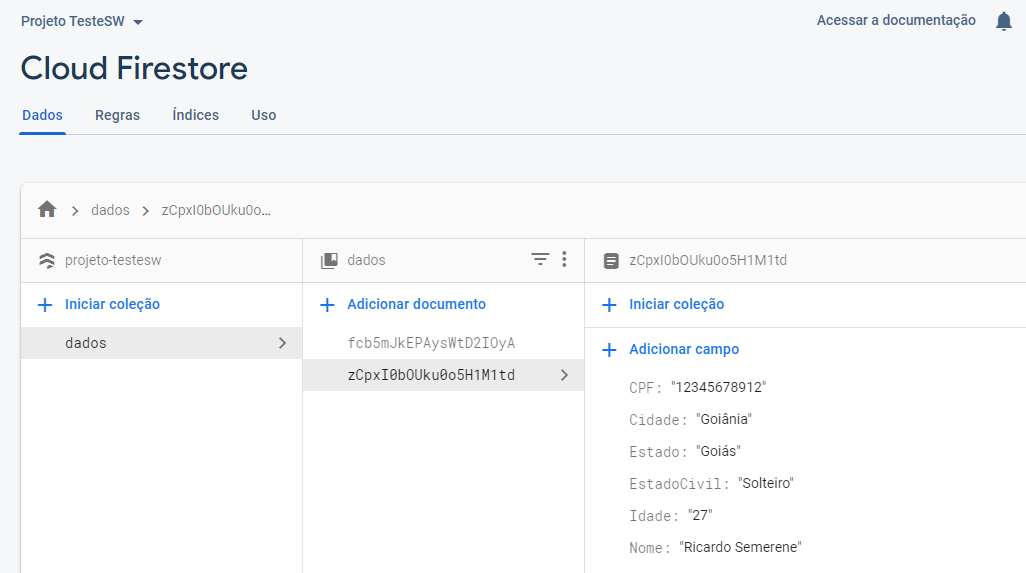 Projeto TesteSW
Acessar a documentação
Cloud Firestore
Dados Regras Índices Uso
dados zCpxI0bOUku0o...
projeto-testesw
dados
zCpxI0bOUku0o5H1M1td
Iniciar coleção
Adicionar documento
Iniciar coleção
dados
fcb5mJkEPAysWtD2IOyA
zCpxI0bOUku0o5H1M1td
Adicionar campo
CPF: "12345678912"
Cidade: "Goiânia"
Estado: "Goiás"
EstadoCivil: "Solteiro"
Idade: "27"
Nome: "Ricardo Semerene"